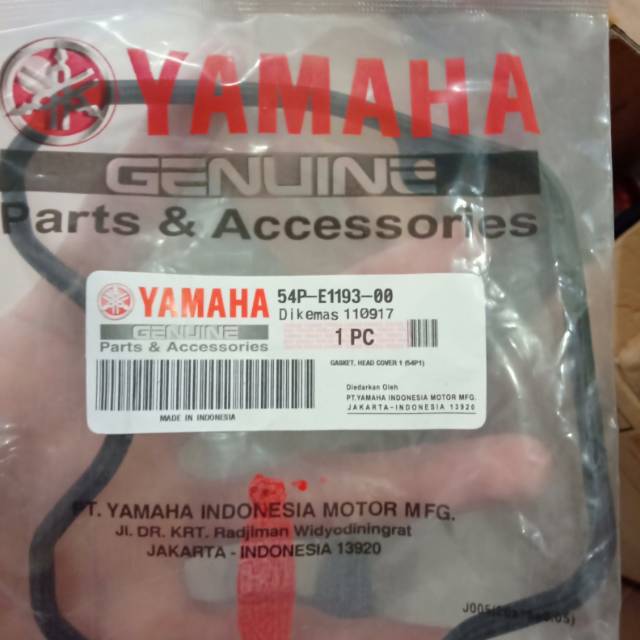 YAMAHA
GENUINE
Parts & Accessories
YAMAHA 54P-E1193-00
Dikemas 110917
GENUINE
1 PC
Parts & Accessories
GASKET, HEAD COVER 1 (54P1)
Diedarkan Oleh
PT.YAMAHA INDONESIA MOTOR MFG.
JAKARTA-INDONESIA 13920
MADE IN INDONESIA
PT. YAMAHA INDONESIA MOTOR MFG.
Jl. DR. KRT. Radjiman Widyodiningrat
JAKARTA - INDONESIA 13920